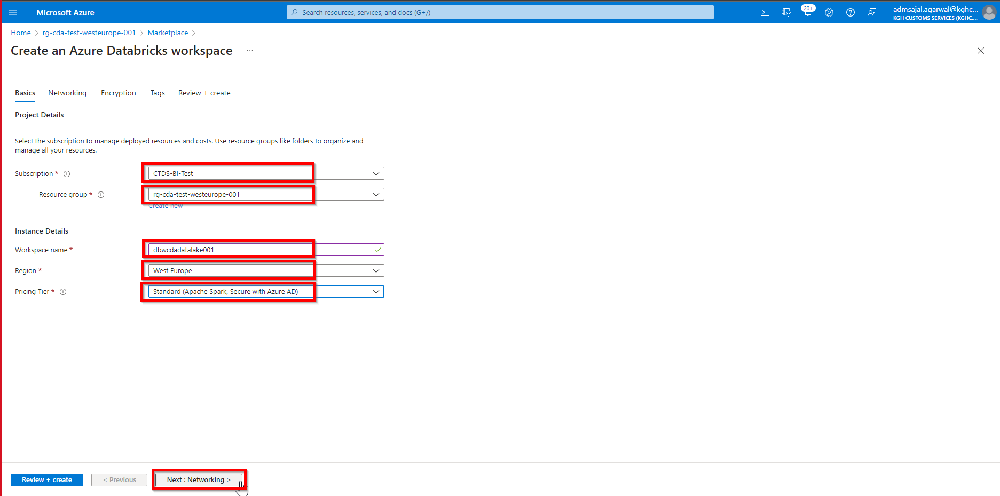 Microsoft Azure
Search resources, services, and docs (G+/)
20+
admsajal.agarwal@kghc...
KGH CUSTOMS SERVICES (KGHC....
Home > rg-cda-test-westeurope-001 > Marketplace >
Create an Azure Databricks workspace ...
Basics Networking Encryption Tags Review + create
Project Details
Select the subscription to manage deployed resources and costs. Use resource groups like folders to organize and
manage all your resources.
Subscription * CTDS-BI-Test
Resource group * rg-cda-test-westeurope-001
Create new
Instance Details
Workspace name * dbwcdadatalake001
Region * West Europe
Pricing Tier * Standard (Apache Spark, Secure with Azure AD)
Review + create < Previous Next : Networking >